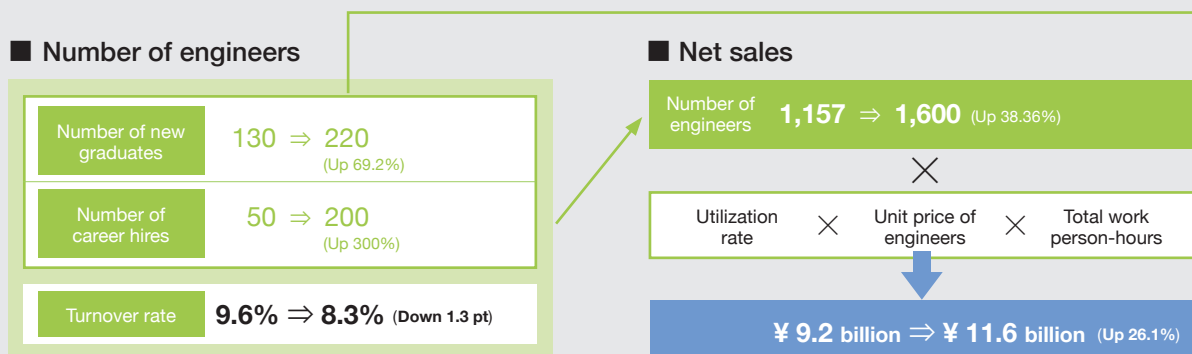 ■ Number of engineers
Number of new
graduates
130 ⇒ 220
(Up 69.2%)
Number of
career hires
50 ⇒ 200
(Up 300%)
Turnover rate
9.6% ⇒ 8.3% (Down 1.3 pt)
■ Net sales
Number of
engineers
1,157 ⇒ 1,600 (Up 38.36%)
×
Utilization
rate
×
Unit price of
engineers
×
Total work
person-hours
¥ 9.2 billion ⇒ ¥ 11.6 billion (Up 26.1%)